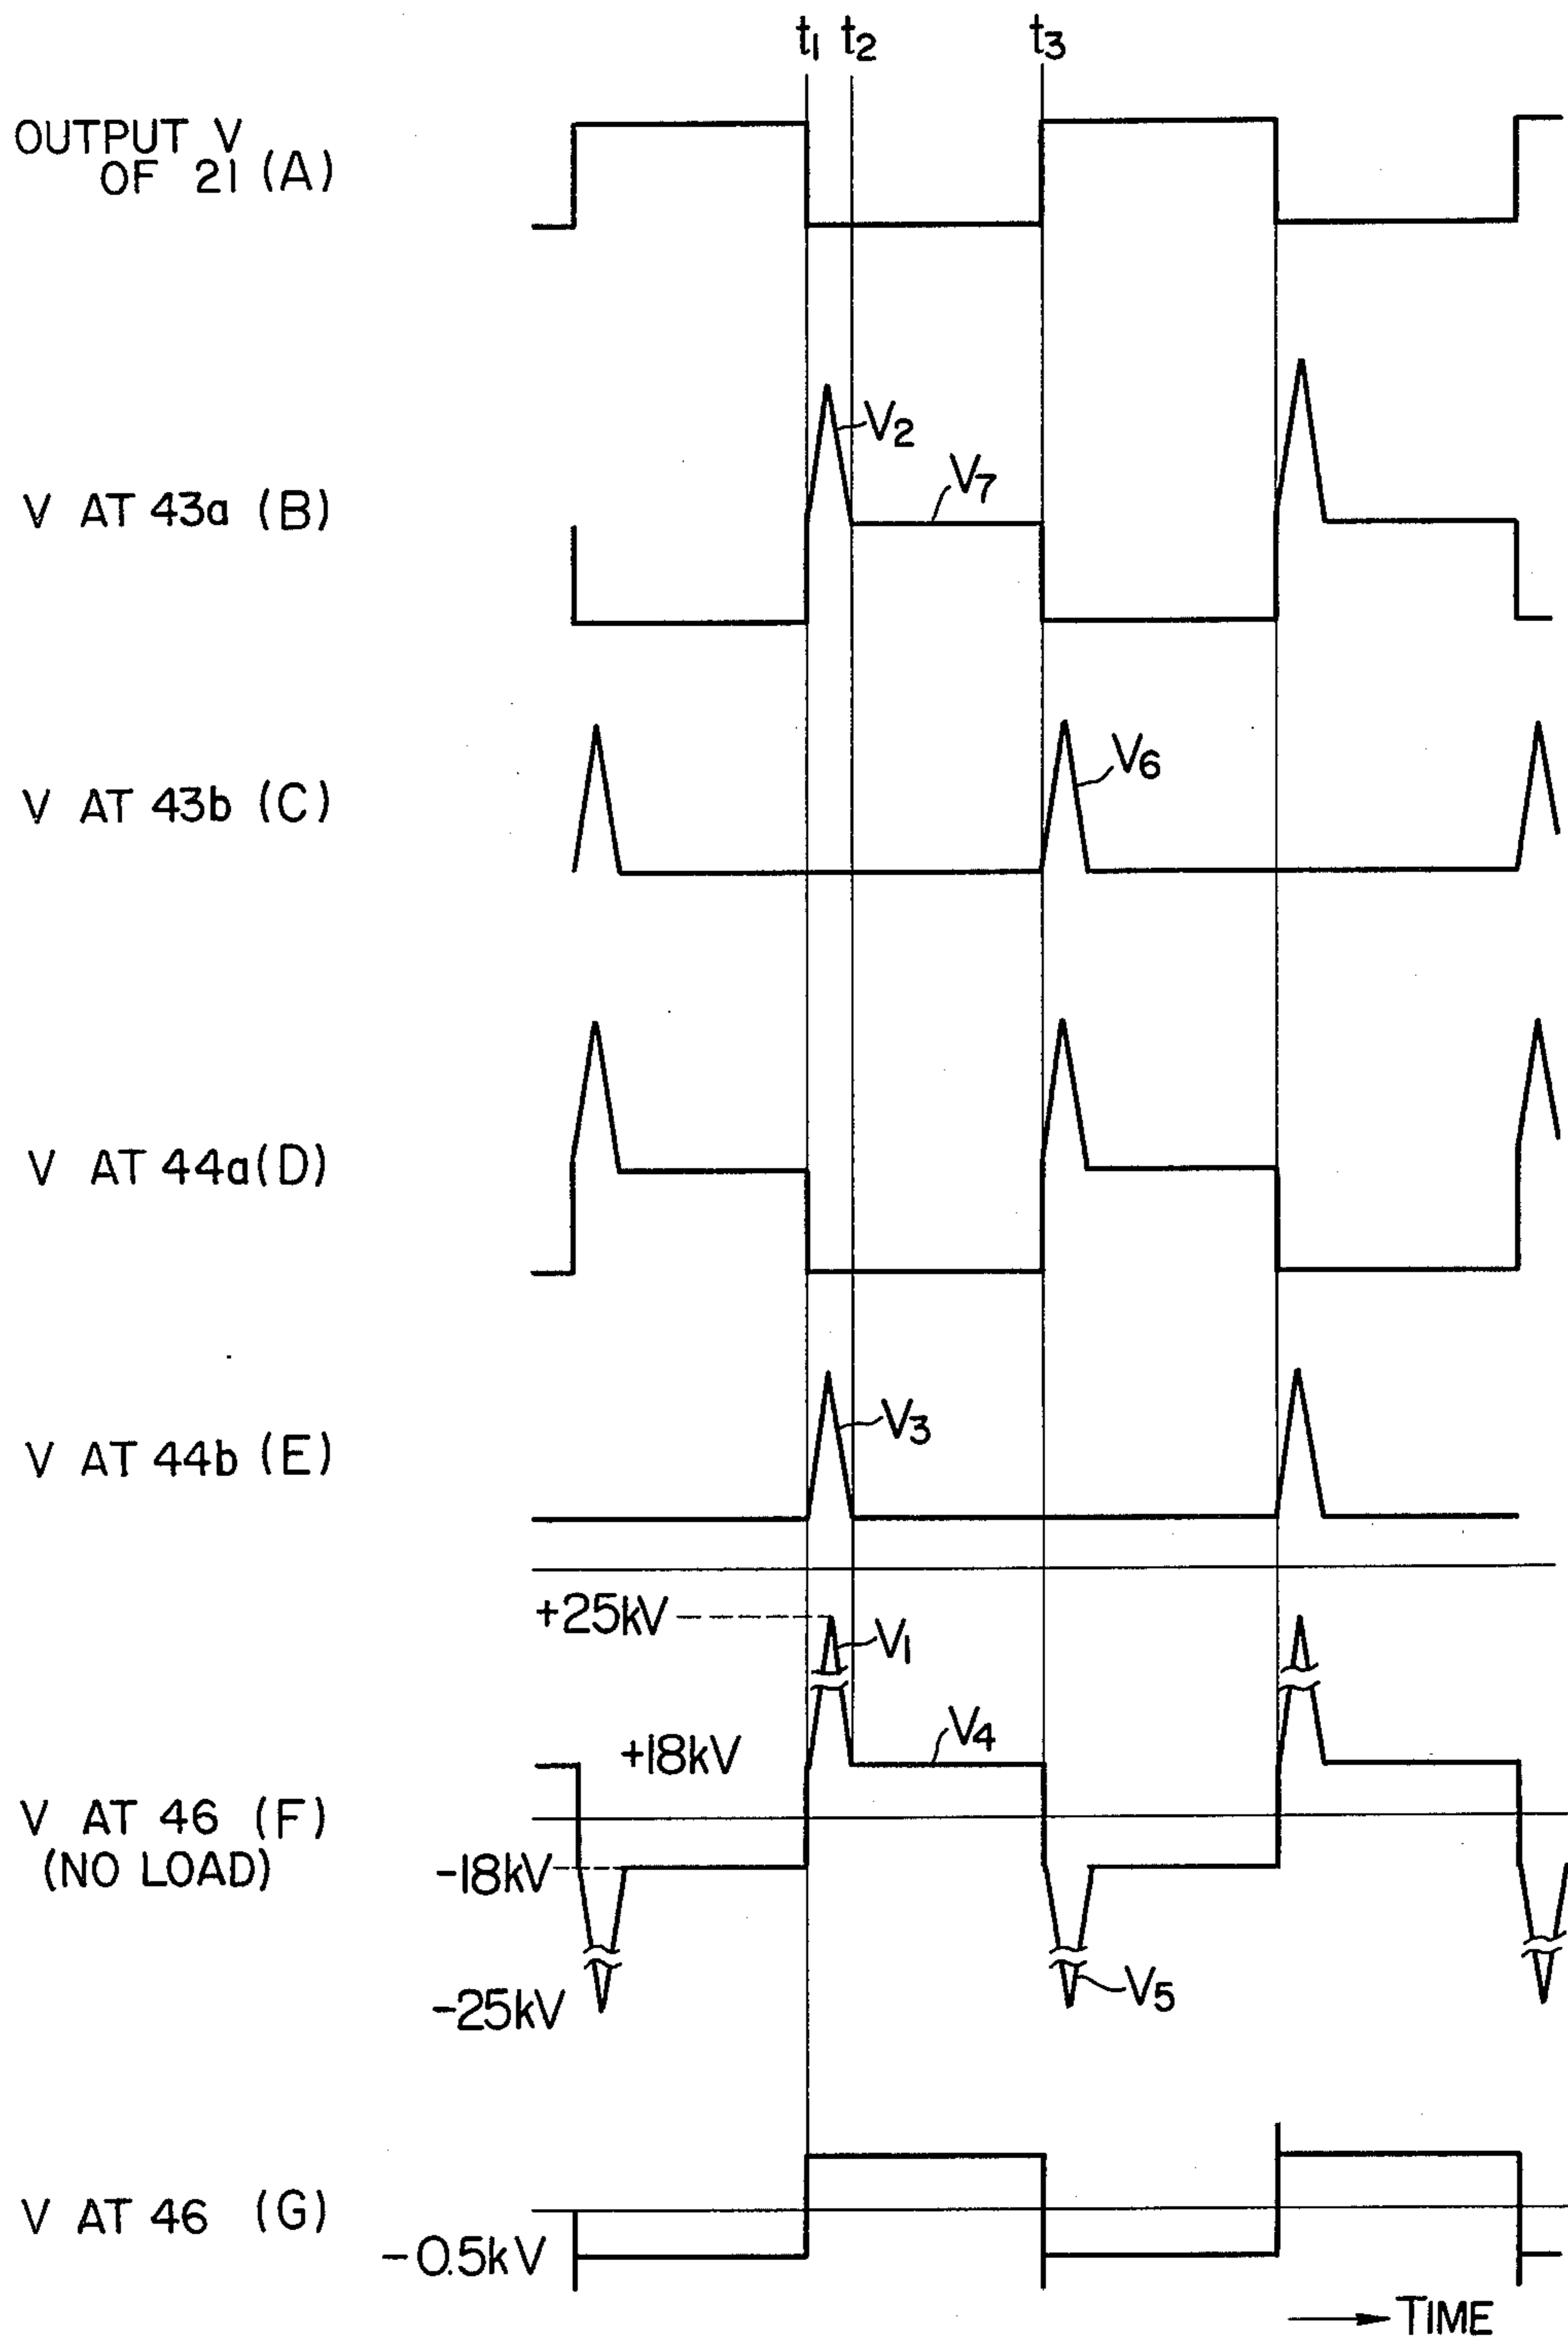 t1 t2 t3
OUTPUT V
OF 21 (A)
V2
V7
V AT 43a (B)
V6
V AT 43b (C)
V AT 44a (D)
V3
V AT 44b (E)
+25kV
V1
+18kV
V4
V AT 46 (F)
(NO LOAD)
-18kV
-25kV
V5
V AT 46 (G)
-0.5kV
TIME